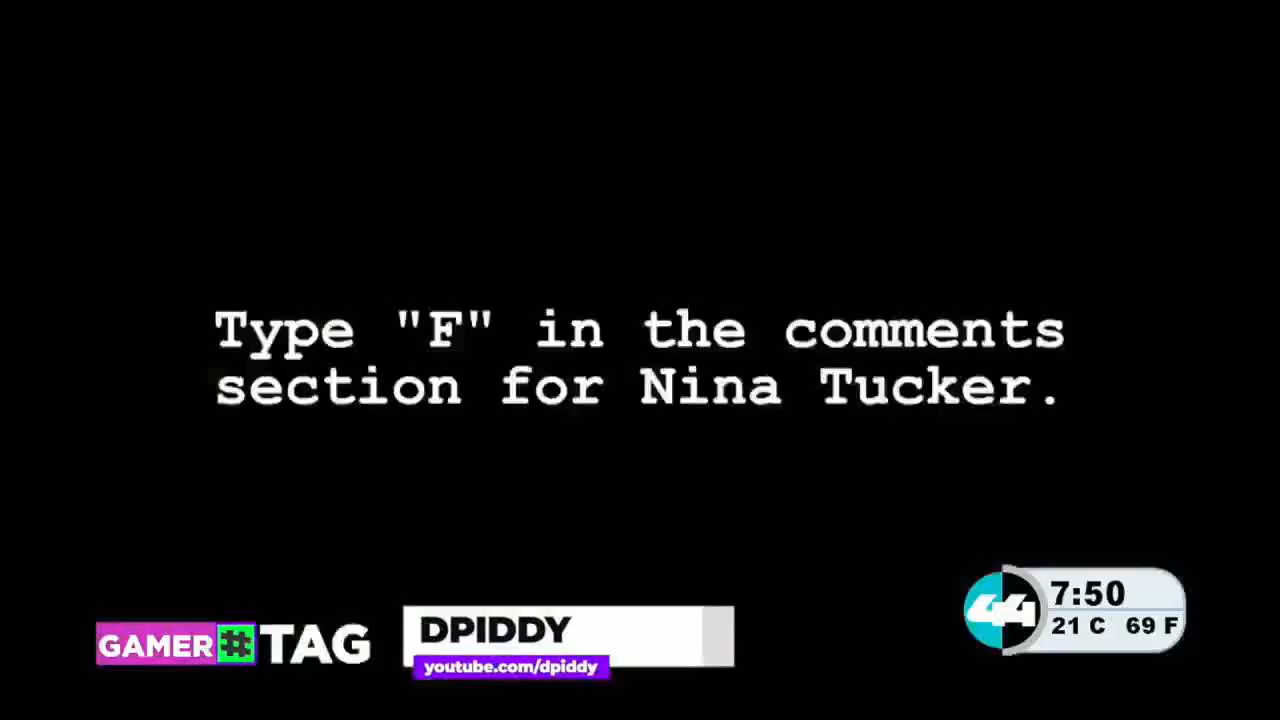 Type "F" in the comments
section for Nina Tucker.
GAMER#TAG
DPIDDY
youtube.com/dpiddy
44
7:50
21 C 69 F